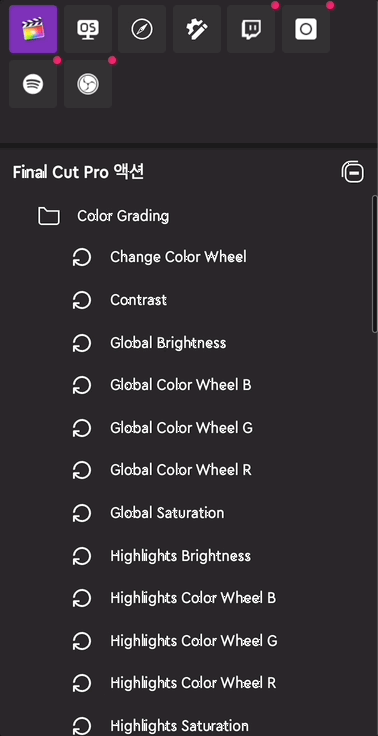 OS
Final Cut Pro 액션
Color Grading
Change Color Wheel
Contrast
Global Brightness
Global Color Wheel B
Global Color Wheel G
Global Color Wheel R
Global Saturation
Highlights Brightness
Highlights Color Wheel B
Highlights Color Wheel G
Highlights Color Wheel R
Highlights Saturation